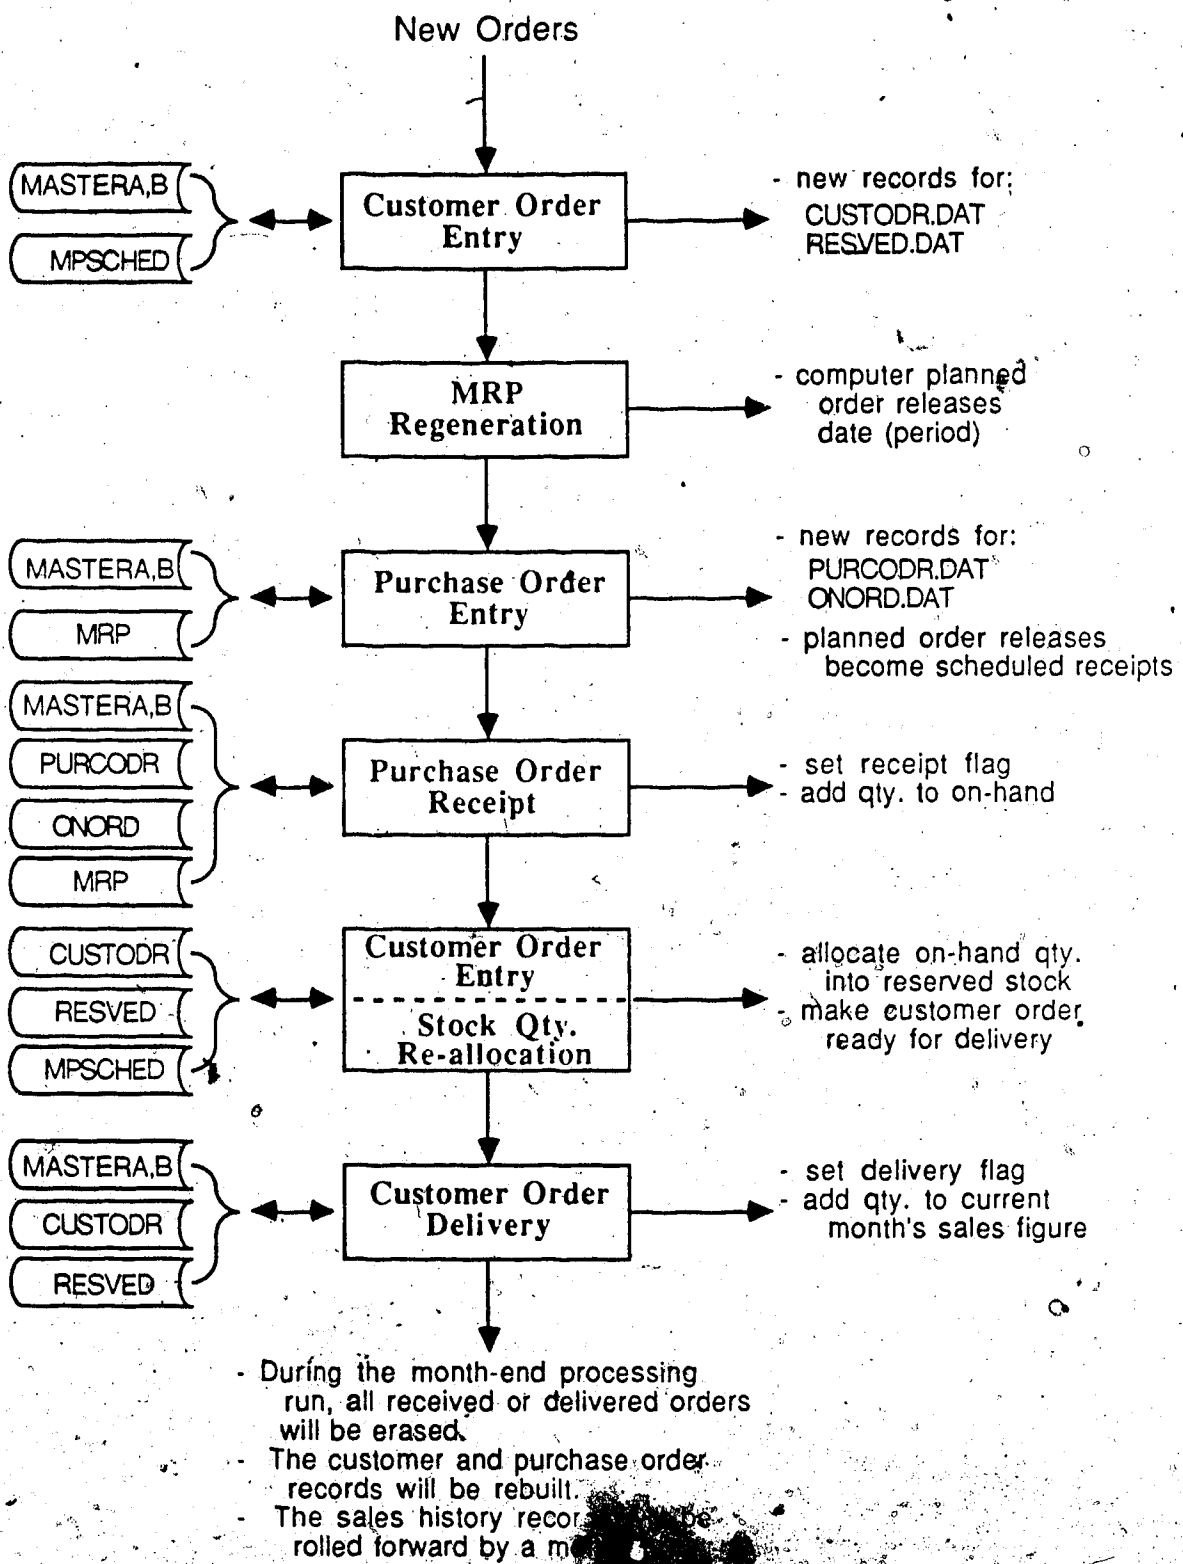 New Orders
MASTERA,B
MPSCHED
Customer Order
Entry
- new records for:
CUSTODR.DAT
RESVED.DAT
MRP
Regeneration
- computer planned
order releases
date (period)
MASTERA,B
MRP
Purchase Order
Entry
- new records for:
PURCODR.DAT
ONORD.DAT
- planned order releases
become scheduled receipts
MASTERA,B
PURCODR
ONORD
MRP
Purchase Order
Receipt
- set receipt flag
- add qty. to on-hand
CUSTODR
RESVED
MPSCHED
Customer Order
Entry
Stock Qty.
Re-allocation
- allocate on-hand qty.
into reserved stock
- make customer order
ready for delivery
MASTERA,B
CUSTODR
RESVED
Customer Order
Delivery
- set delivery flag
- add qty. to current
month's sales figure
- During the month-end processing
run, all received or delivered orders
will be erased.
- The customer and purchase order
records will be rebuilt.
- The sales history be
rolled forward by a